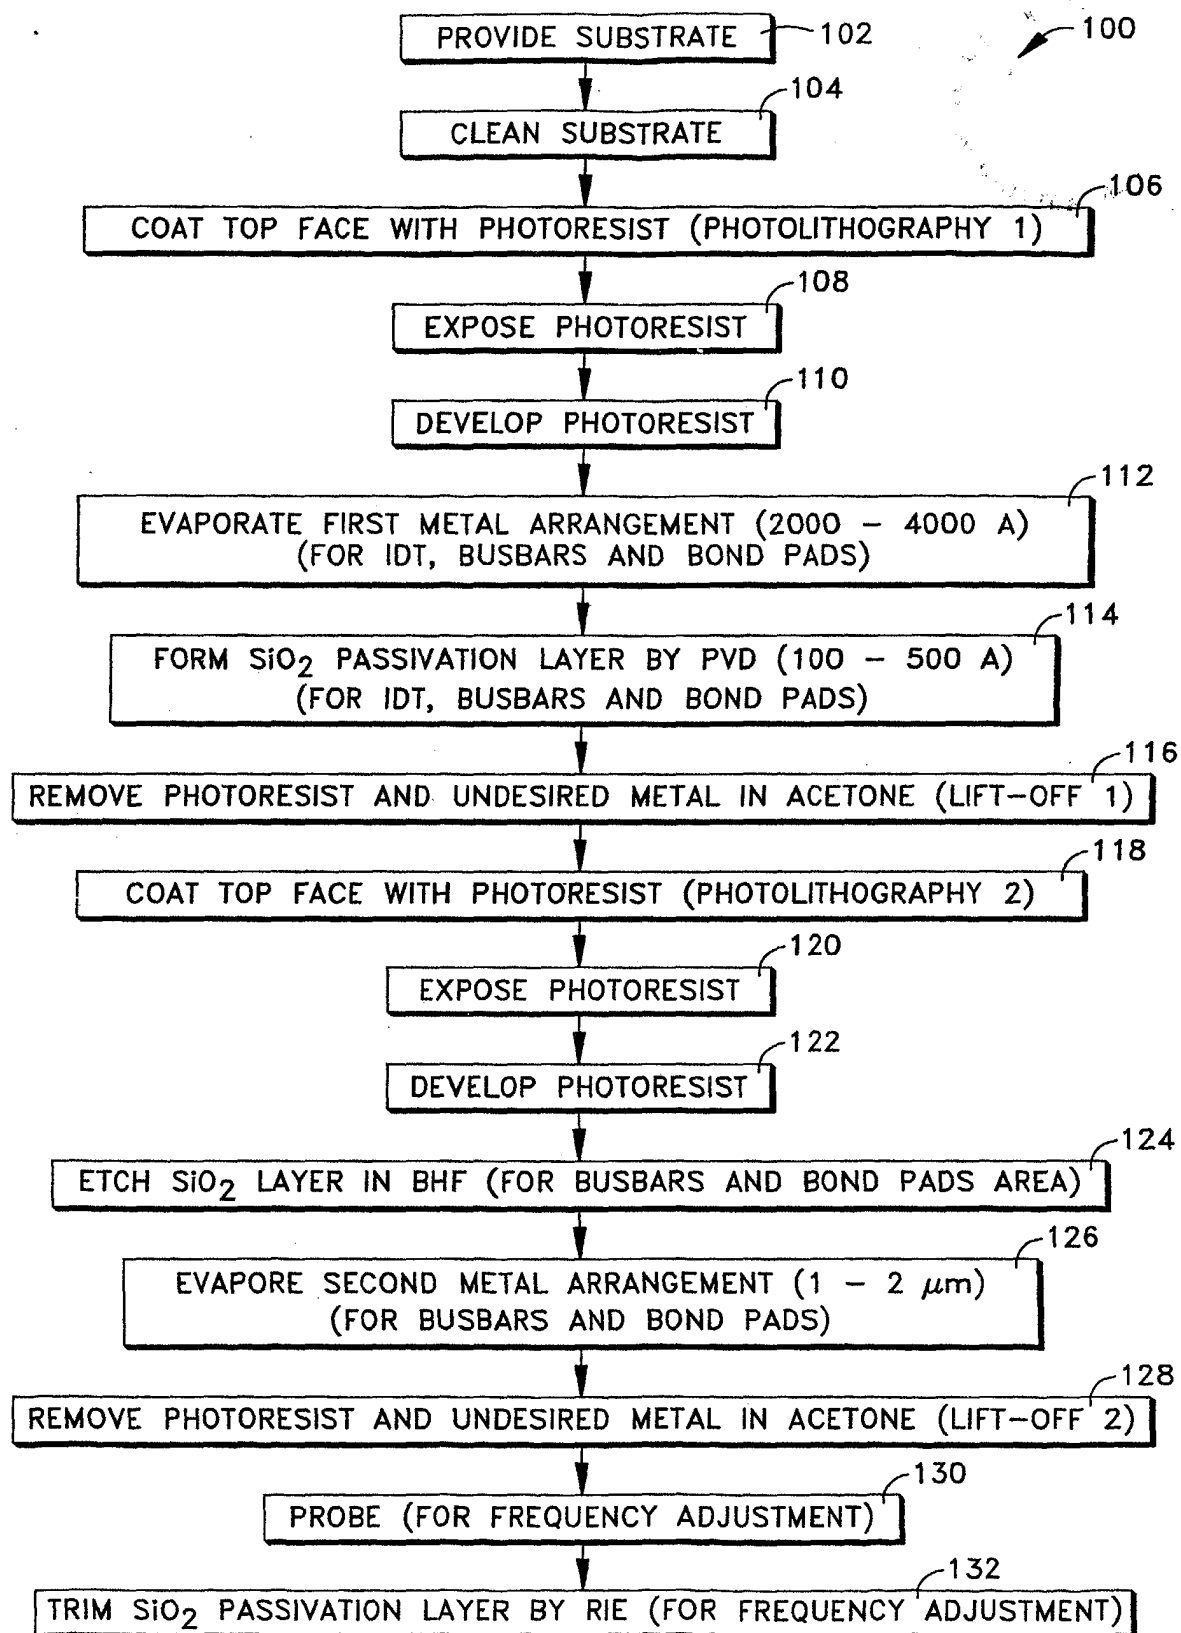 100
PROVIDE SUBSTRATE 102
CLEAN SUBSTRATE 104
COAT TOP FACE WITH PHOTORESIST (PHOTOLITHOGRAPHY 1) 106
EXPOSE PHOTORESIST 108
DEVELOP PHOTORESIST 110
EVAPORATE FIRST METAL ARRANGEMENT (2000 – 4000 A) 112
(FOR IDT, BUSBARS AND BOND PADS)
FORM SiO₂ PASSIVATION LAYER BY PVD (100 – 500 A) 114
(FOR IDT, BUSBARS AND BOND PADS)
REMOVE PHOTORESIST AND UNDESIRED METAL IN ACETONE (LIFT–OFF 1) 116
COAT TOP FACE WITH PHOTORESIST (PHOTOLITHOGRAPHY 2) 118
EXPOSE PHOTORESIST 120
DEVELOP PHOTORESIST 122
ETCH SiO₂ LAYER IN BHF (FOR BUSBARS AND BOND PADS AREA) 124
EVAPORE SECOND METAL ARRANGEMENT (1 – 2 μm) 126
(FOR BUSBARS AND BOND PADS)
REMOVE PHOTORESIST AND UNDESIRED METAL IN ACETONE (LIFT–OFF 2) 128
PROBE (FOR FREQUENCY ADJUSTMENT) 130
TRIM SiO₂ PASSIVATION LAYER BY RIE (FOR FREQUENCY ADJUSTMENT) 132